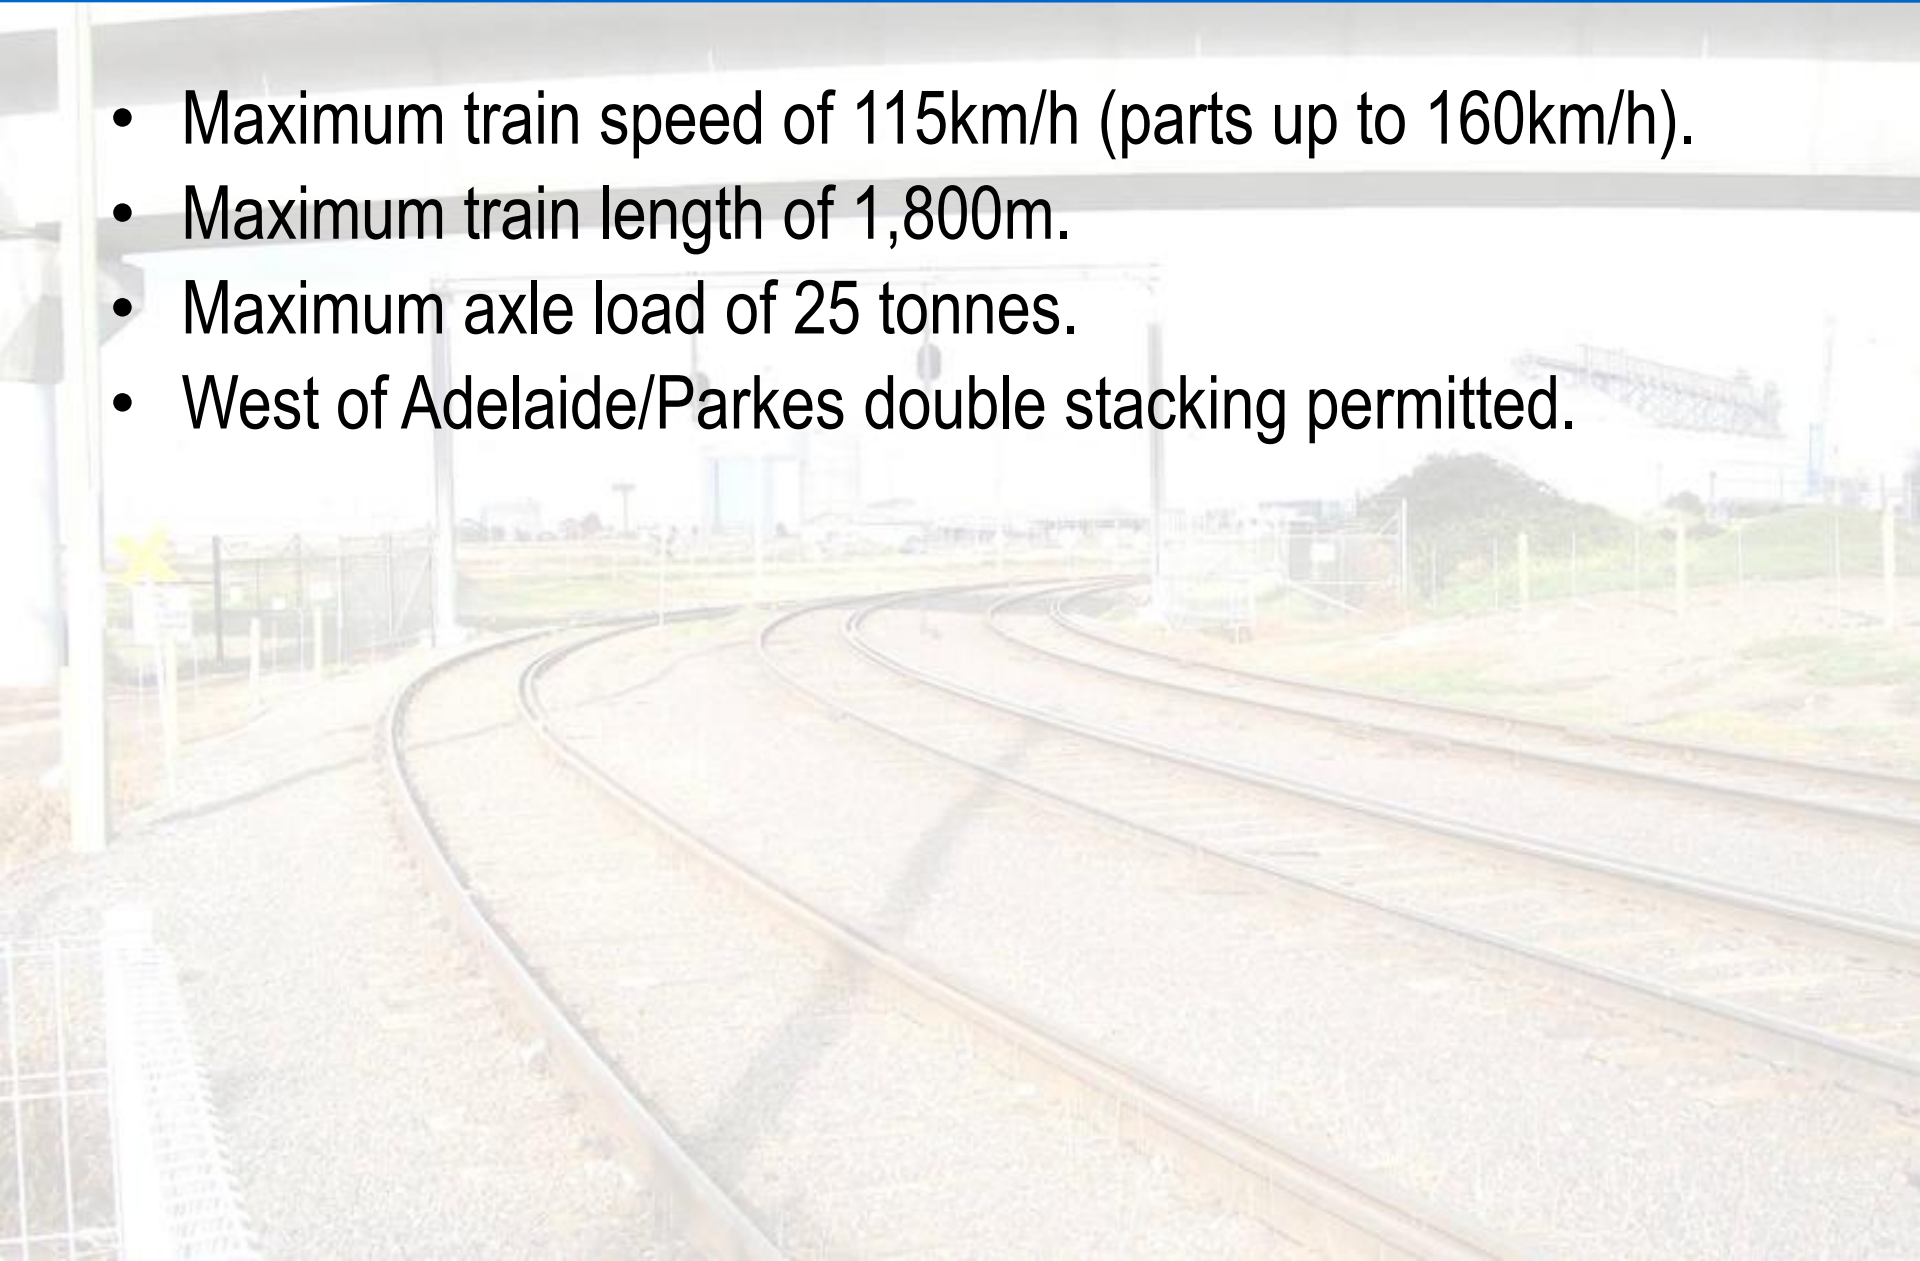 • Maximum train speed of 115km/h (parts up to 160km/h).
• Maximum train length of 1,800m.
• Maximum axle load of 25 tonnes.
• West of Adelaide/Parkes double stacking permitted.